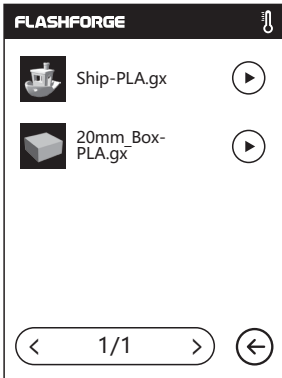 FLASHFORGE
Ship-PLA.gx
20mm_Box-
PLA.gx
1/1